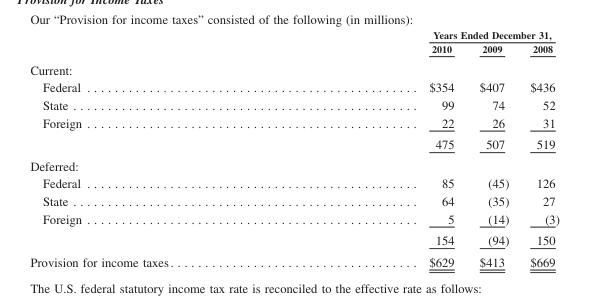 Provision for Income Taxes
Our “Provision for income taxes” consisted of the following (in millions):
Years Ended December 31,
2010 2009 2008
Current:
Federal . . . . . . . . . . . . . . . . . . . . . . . . . . . . . . . . . . . . . . . . . . . . . . . . $354 $407 $436
State . . . . . . . . . . . . . . . . . . . . . . . . . . . . . . . . . . . . . . . . . . . . . . . . . . 99 74 52
Foreign . . . . . . . . . . . . . . . . . . . . . . . . . . . . . . . . . . . . . . . . . . . . . . . . 22 26 31
475 507 519
Deferred:
Federal . . . . . . . . . . . . . . . . . . . . . . . . . . . . . . . . . . . . . . . . . . . . . . . . 85 (45) 126
State . . . . . . . . . . . . . . . . . . . . . . . . . . . . . . . . . . . . . . . . . . . . . . . . . . 64 (35) 27
Foreign . . . . . . . . . . . . . . . . . . . . . . . . . . . . . . . . . . . . . . . . . . . . . . . . 5 (14) (3)
154 (94) 150
Provision for income taxes. . . . . . . . . . . . . . . . . . . . . . . . . . . . . . . . . . . . $629 $413 $669
The U.S. federal statutory income tax rate is reconciled to the effective rate as follows: